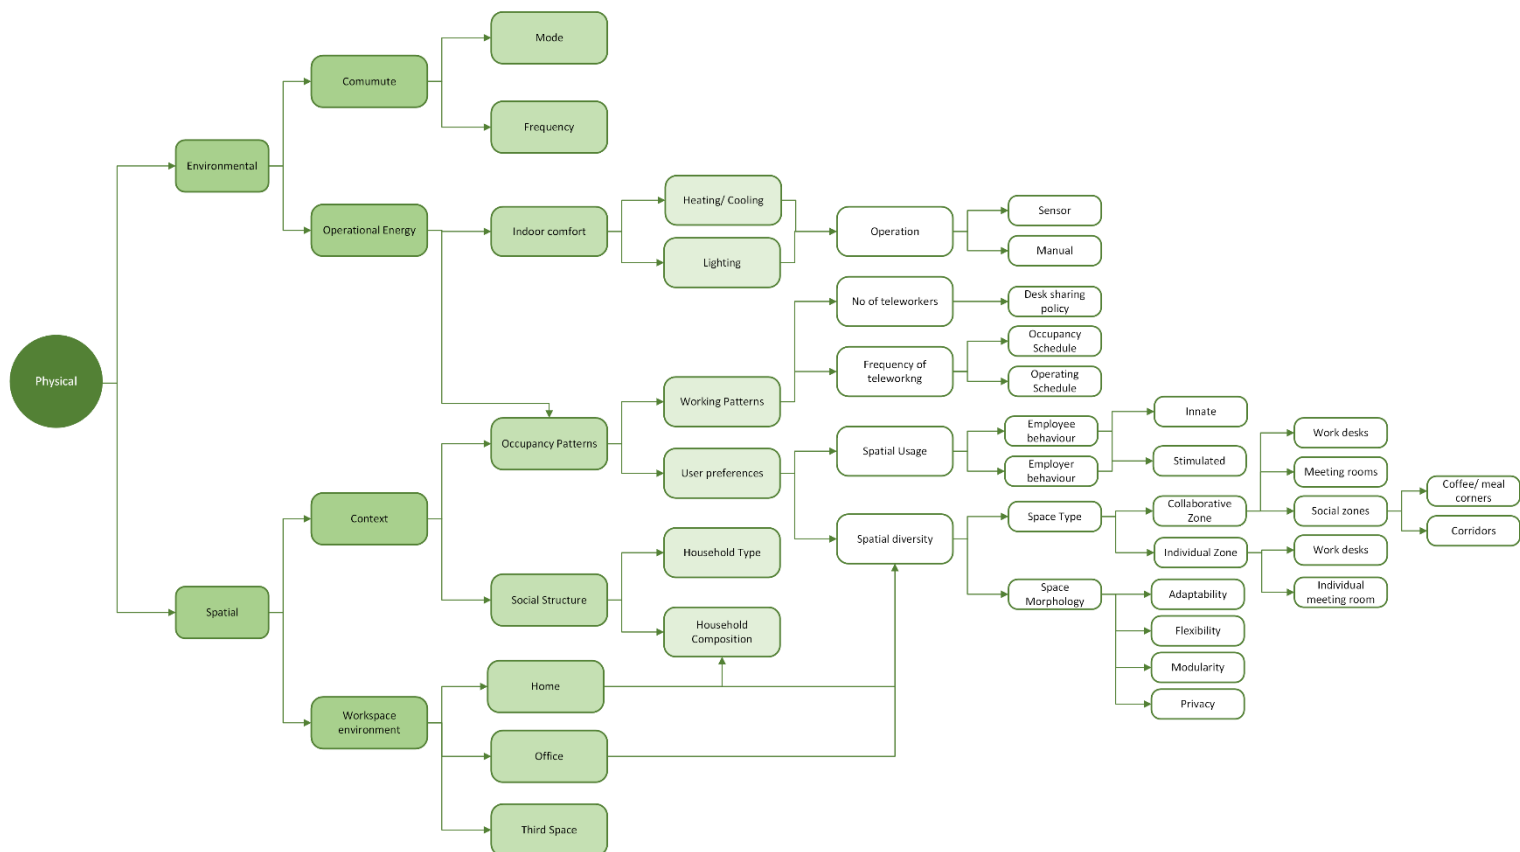 Physical
Environmental
Spatial
Comumute
Operational Energy
Context
Workspace
environment
Mode
Frequency
Indoor comfort
Occupancy Patterns
Social Structure
Home
Office
Third Space
Heating/ Cooling
Lighting
Working Patterns
User preferences
Household Type
Household
Composition
Operation
No of teleworkers
Frequency of
teleworkng
Spatial Usage
Spatial diversity
Sensor
Manual
Desk sharing
policy
Occupancy
Schedule
Operating
Schedule
Employee
behaviour
Employer
behaviour
Space Type
Space
Morphology
Innate
Stimulated
Collaborative
Zone
Individual Zone
Adaptability
Flexibility
Modularity
Privacy
Work desks
Meeting rooms
Social zones
Work desks
Individual
meeting room
Coffee/ meal
corners
Corridors